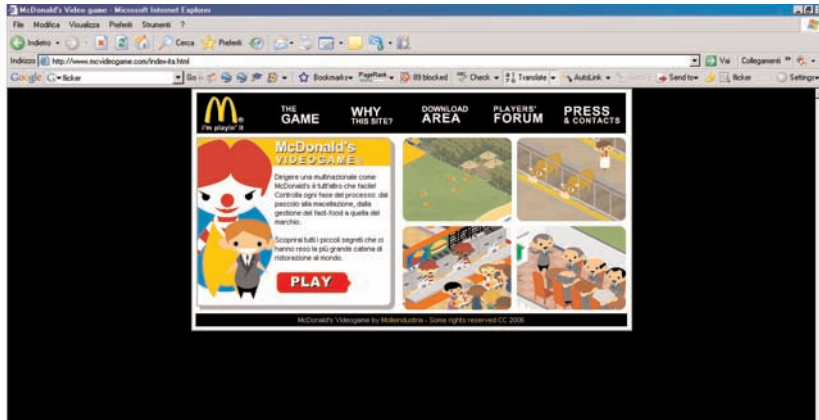 McDonald's Video game - Microsoft Internet Explorer
File Modifica Visualizza Preferiti Strumenti ?
Indietro Cerca Preferiti
Indirizzo http://www.mcvideogame.com/index-ita.html Vai Collegamenti
Google flicker Go Bookmarks PageRank 89 blocked Check Translate AutoLink Send to flicker Settings
M
i'm playin' it
THE GAME
WHY THIS SITE?
DOWNLOAD AREA
PLAYERS' FORUM
PRESS & CONTACTS
McDonald's
VIDEOGAME
Dirigere una multinazionale come
McDonald's è tutt'altro che facile!
Controlla ogni fase del processo: dal
pascolo alla macellazione, dalla
gestione del fast-food a quella del
marchio.
Scoprirai tutti i piccoli segreti che ci
hanno reso la più grande catena di
ristorazione al mondo.
PLAY
McDonald's Videogame by Molleindustria - Some rights reserved CC 2006